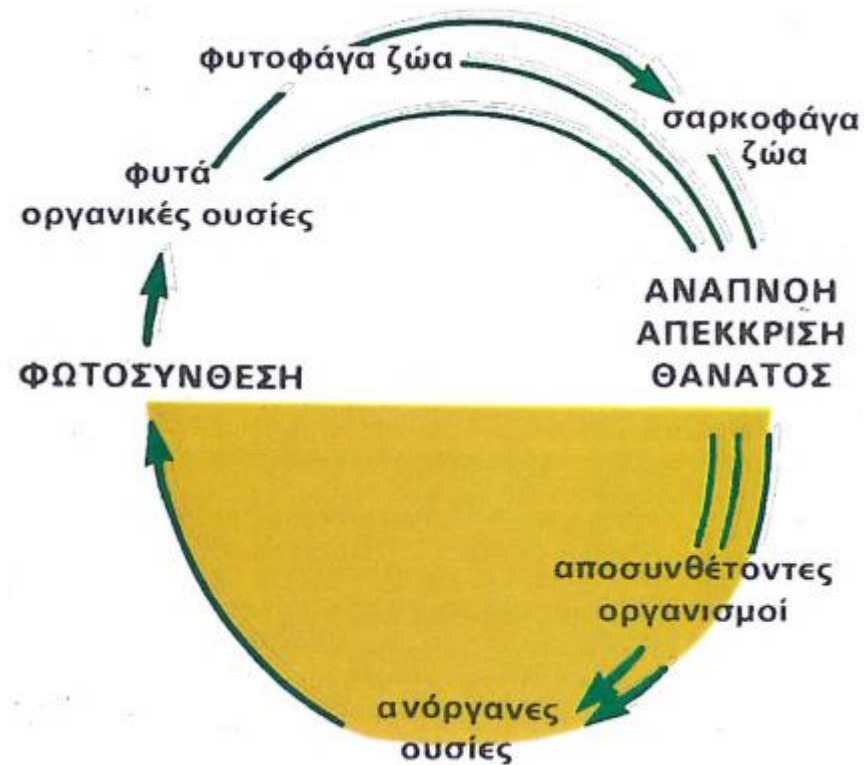 φυτοφάγα ζώα
σαρκοφάγα
ζώα
φυτά
οργανικές ουσίες
ΑΝΑΠΝΟΗ
ΑΠΕΚΚΡΙΣΗ
ΘΑΝΑΤΟΣ
ΦΩΤΟΣΥΝΘΕΣΗ
αποσυνθέτοντες
οργανισμοί
ανόργανες
ουσίες